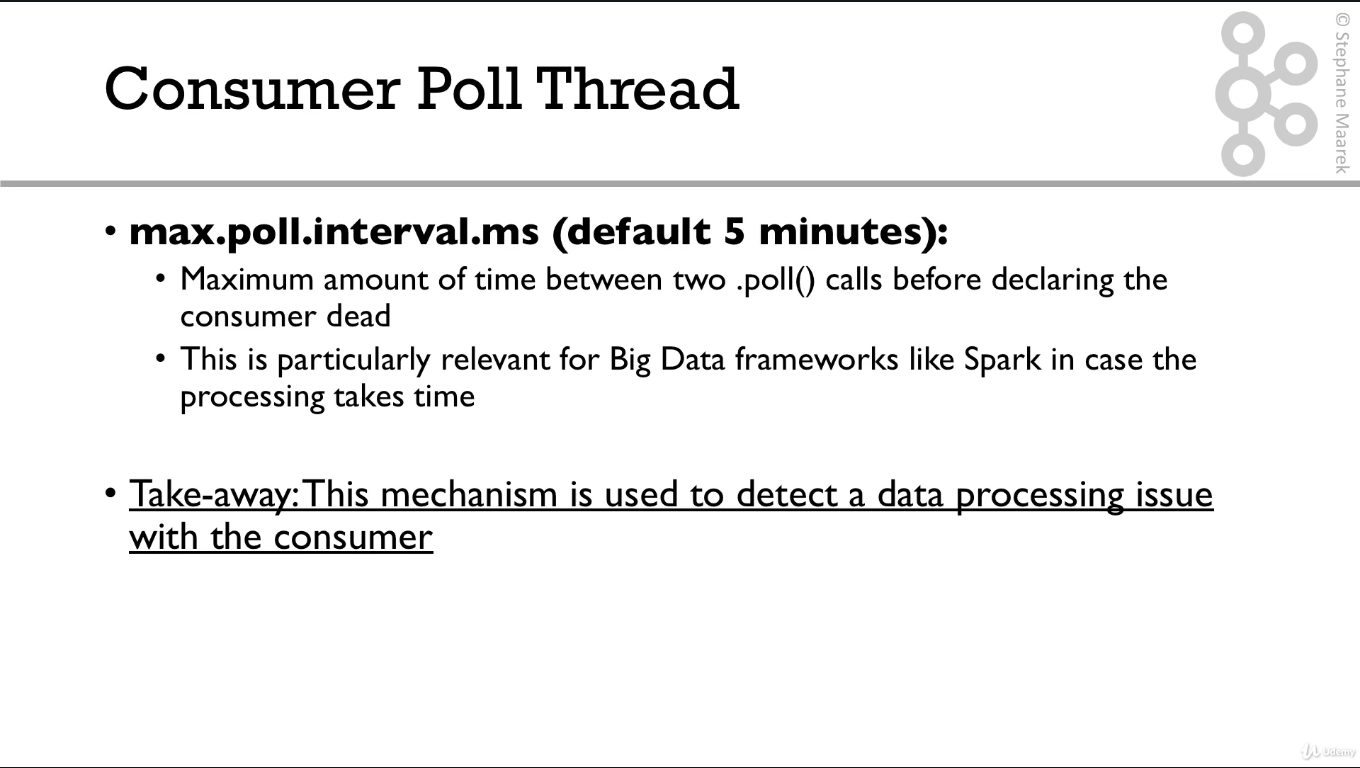 Consumer Poll Thread
© Stephane Maarek
• max.poll.interval.ms (default 5 minutes):
• Maximum amount of time between two .poll() calls before declaring the
consumer dead
• This is particularly relevant for Big Data frameworks like Spark in case the
processing takes time
• Take-away: This mechanism is used to detect a data processing issue
with the consumer
Udemy